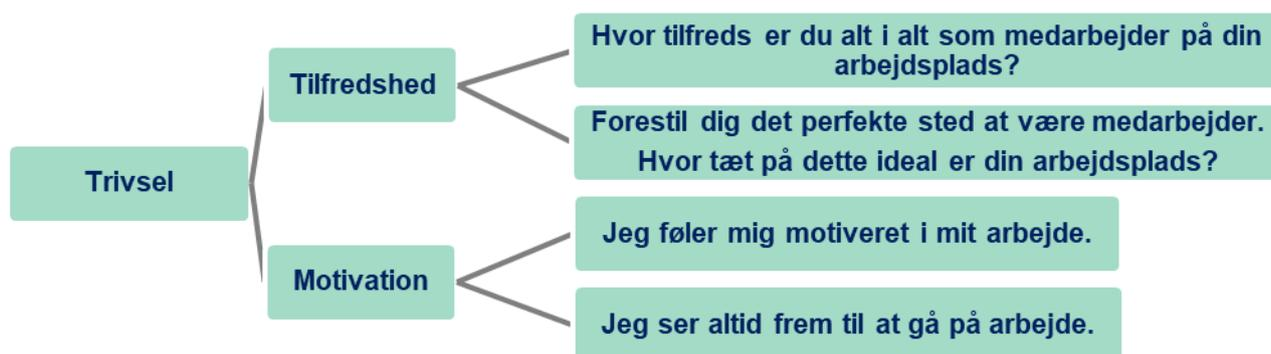 Trivsel
Tilfredshed
Hvor tilfreds er du alt i alt som medarbejder på din
arbejdsplads?
Forestil dig det perfekte sted at være medarbejder.
Hvor tæt på dette ideal er din arbejdsplads?
Motivation
Jeg føler mig motiveret i mit arbejde.
Jeg ser altid frem til at gå på arbejde.